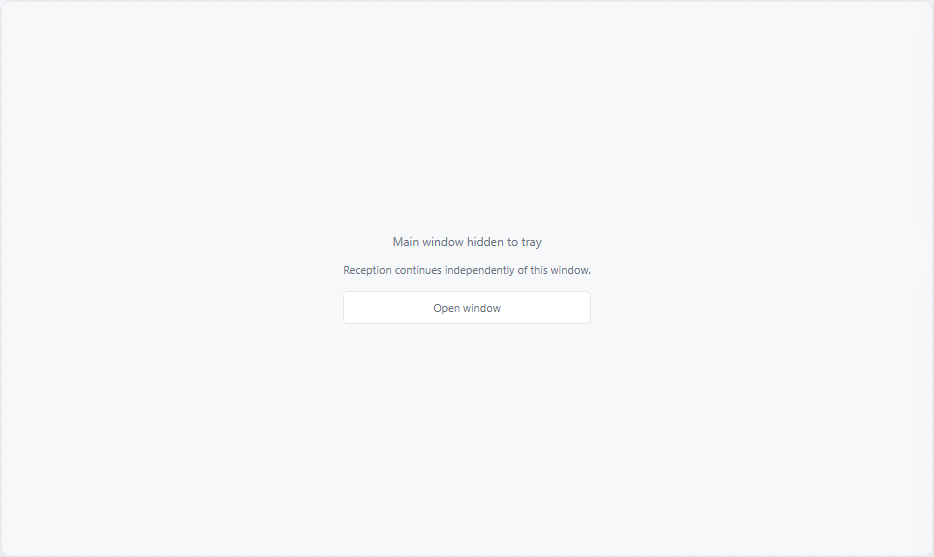 Main window hidden to tray
Reception continues independently of this window.
Open window